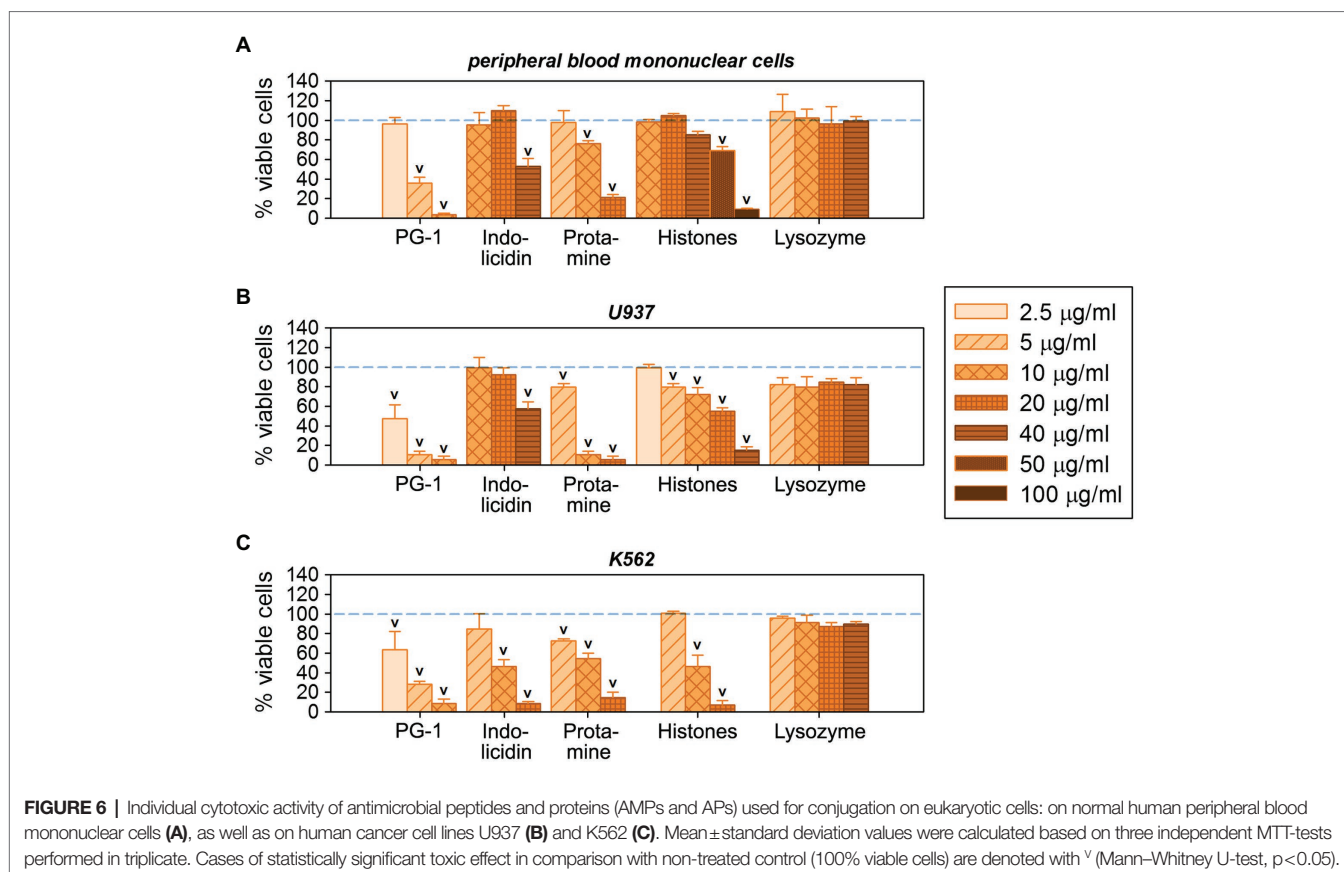 A
peripheral blood mononuclear cells
% viable cells
140
120
100
80
60
40
20
0
v
v
v
v
v
v
v
PG-1
Indo-
licidin
Prota-
mine
Histones
Lysozyme
B
U937
% viable cells
140
120
100
80
60
40
20
0
v
v
v
v
v
v
v
v
v
v
v
PG-1
Indo-
licidin
Prota-
mine
Histones
Lysozyme
2.5 µg/ml
5 µg/ml
10 µg/ml
20 µg/ml
40 µg/ml
50 µg/ml
100 µg/ml
C
K562
% viable cells
140
120
100
80
60
40
20
0
v
v
v
v
v
v
v
v
v
v
PG-1
Indo-
licidin
Prota-
mine
Histones
Lysozyme
FIGURE 6 | Individual cytotoxic activity of antimicrobial peptides and proteins (AMPs and APs) used for conjugation on eukaryotic cells: on normal human peripheral blood
mononuclear cells (A), as well as on human cancer cell lines U937 (B) and K562 (C). Mean±standard deviation values were calculated based on three independent MTT-tests
performed in triplicate. Cases of statistically significant toxic effect in comparison with non-treated control (100% viable cells) are denoted with ᵛ (Mann–Whitney U-test, p<0.05).